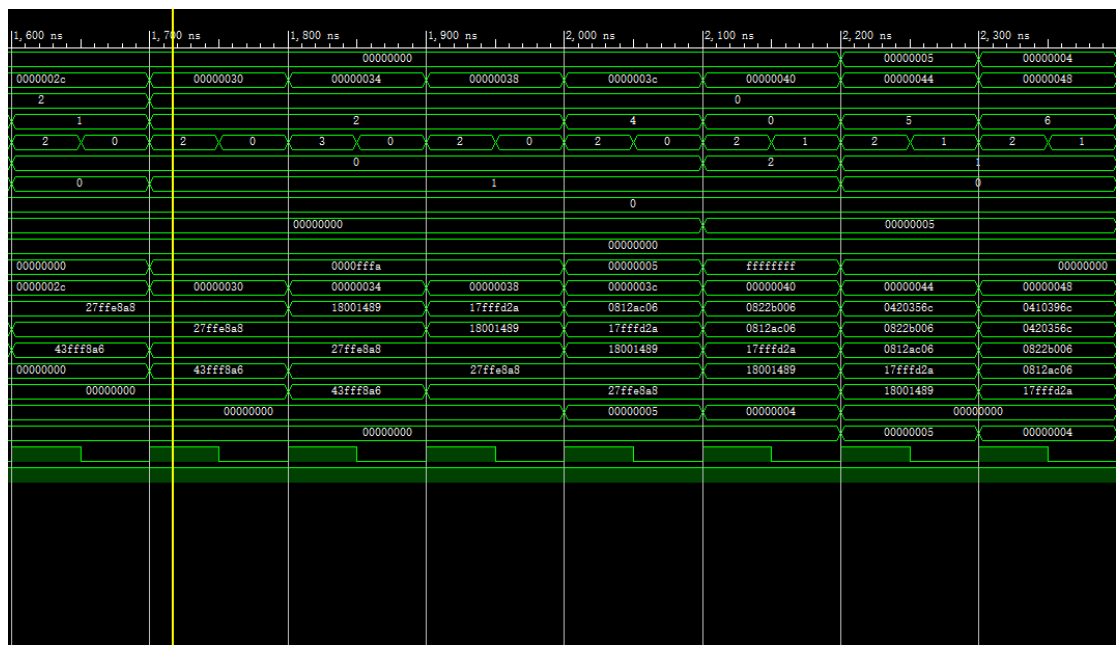 1,600 ns 1,700 ns 1,800 ns 1,900 ns 2,000 ns 2,100 ns 2,200 ns 2,300 ns
00000000 00000005 00000004
0000002c 00000030 00000034 00000038 0000003c 00000040 00000044 00000048
2 0
1 2 4 0 5 6
2 0 2 0 3 0 2 0 2 0 2 1 2 1 2 1
0 2 1
0 1 0
0
00000000 00000005
00000000
00000000 0000fffa 00000005 ffffffff 00000000
0000002c 00000030 00000034 00000038 0000003c 00000040 00000044 00000048
27ffe8a8 18001489 17fffd2a 0812ac06 0822b006 0420356c 0410396c
27ffe8a8 18001489 17fffd2a 0812ac06 0822b006 0420356c
43fff8a6 27ffe8a8 18001489 17fffd2a 0812ac06 0822b006
00000000 43fff8a6 27ffe8a8 18001489 17fffd2a 0812ac06
00000000 43fff8a6 27ffe8a8 18001489 17fffd2a
00000000 00000005 00000004 00000000
00000000 00000005 00000004